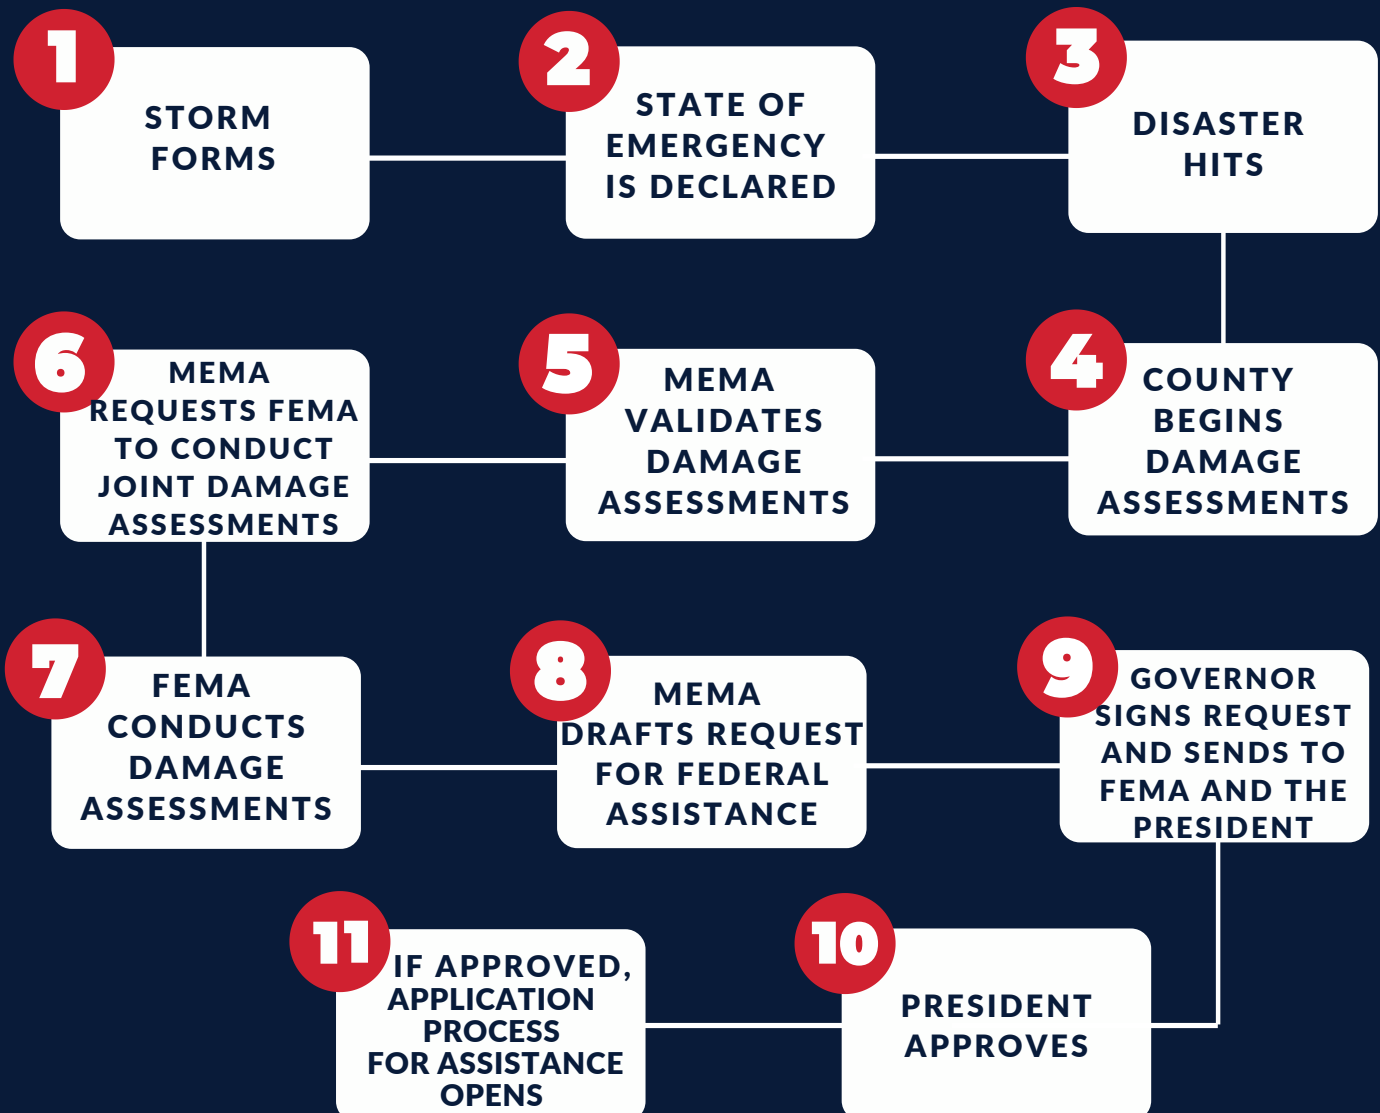 1
STORM
FORMS
2
STATE OF
EMERGENCY
IS DECLARED
3
DISASTER
HITS
4
COUNTY
BEGINS
DAMAGE
ASSESSMENTS
5
MEMA
VALIDATES
DAMAGE
ASSESSMENTS
6
MEMA
REQUESTS FEMA
TO CONDUCT
JOINT DAMAGE
ASSESSMENTS
7
FEMA
CONDUCTS
DAMAGE
ASSESSMENTS
8
MEMA
DRAFTS REQUEST
FOR FEDERAL
ASSISTANCE
9
GOVERNOR
SIGNS REQUEST
AND SENDS TO
FEMA AND THE
PRESIDENT
10
PRESIDENT
APPROVES
11
IF APPROVED,
APPLICATION
PROCESS
FOR ASSISTANCE
OPENS